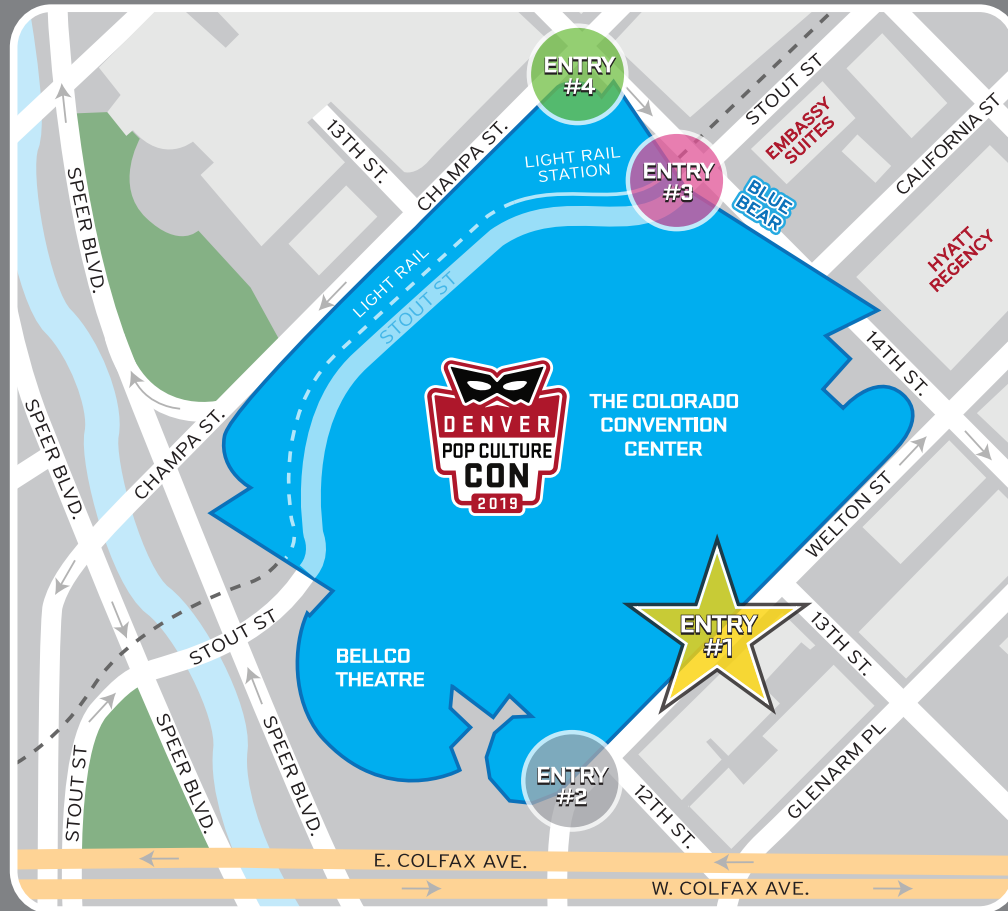 ENTRY
#4
STOUT ST
EMBASSY
SUITES
CALIFORNIA ST
13TH ST.
CHAMPA ST.
LIGHT RAIL
STATION
ENTRY
#3
BLUE
BEAR
HYATT
REGENCY
SPEER BLVD.
LIGHT RAIL
STOUT ST
14TH ST.
DENVER
POP CULTURE
CON
2019
THE COLORADO
CONVENTION
CENTER
SPEER BLVD.
CHAMPA ST.
WELTON ST
ENTRY
#1
13TH ST.
STOUT ST
BELLCO
THEATRE
STOUT ST
SPEER BLVD.
SPEER BLVD.
ENTRY
#2
12TH ST.
GLENARM PL
E. COLFAX AVE.
W. COLFAX AVE.